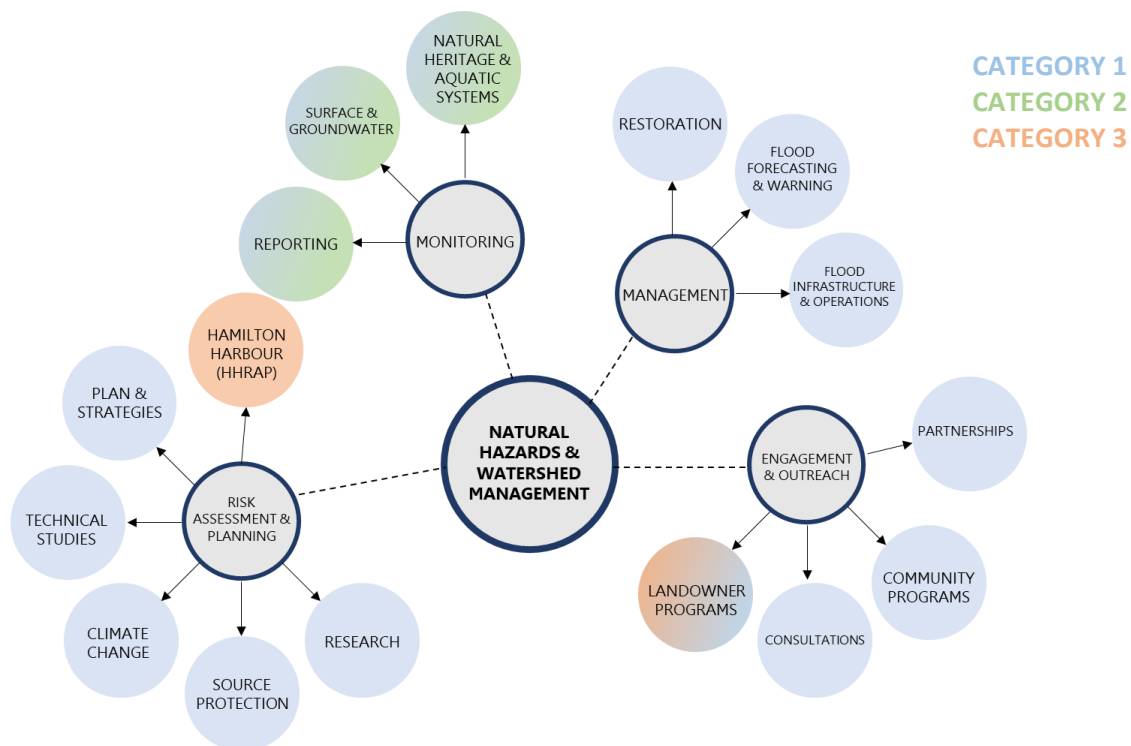 NATURAL
HERITAGE &
AQUATIC
SYSTEMS
SURFACE &
GROUNDWATER
REPORTING
MONITORING
RESTORATION
FLOOD
FORECASTING
& WARNING
FLOOD
INFRASTRUCTURE
& OPERATIONS
MANAGEMENT
CATEGORY 1
CATEGORY 2
CATEGORY 3
HAMILTON
HARBOUR
(HHRAP)
PLAN &
STRATEGIES
TECHNICAL
STUDIES
RISK
ASSESSMENT &
PLANNING
CLIMATE
CHANGE
SOURCE
PROTECTION
RESEARCH
NATURAL
HAZARDS &
WATERSHED
MANAGEMENT
ENGAGEMENT
& OUTREACH
PARTNERSHIPS
LANDOWNER
PROGRAMS
CONSULTATIONS
COMMUNITY
PROGRAMS